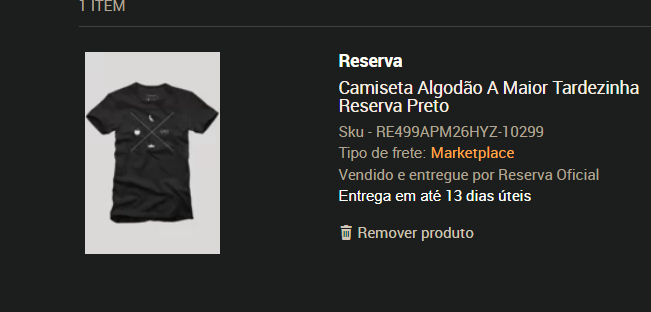 1 ITEM
Reserva
Camiseta Algodão A Maior Tardezinha
Reserva Preto
Sku - RE499APM26HYZ-10299
Tipo de frete: Marketplace
Vendido e entregue por Reserva Oficial
Entrega em até 13 dias úteis
Remover produto